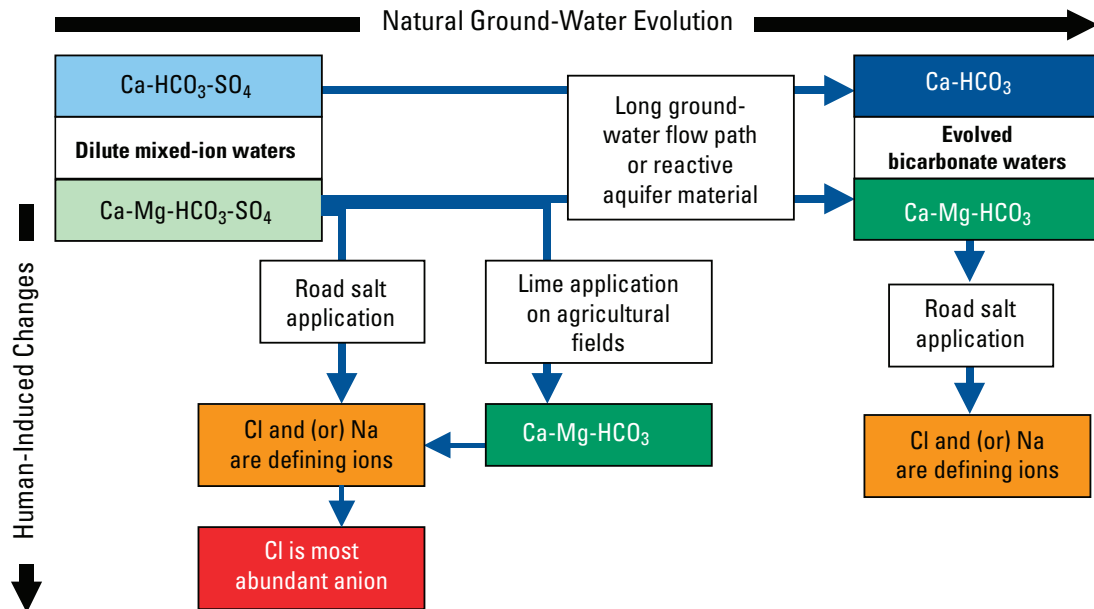 Natural Ground-Water Evolution
Ca-HCO₃-SO₄
Dilute mixed-ion waters
Ca-Mg-HCO₃-SO₄
Long ground-
water flow path
or reactive
aquifer material
Ca-HCO₃
Evolved
bicarbonate waters
Ca-Mg-HCO₃
Human-Induced Changes
Road salt
application
Lime application
on agricultural
fields
Road salt
application
Cl and (or) Na
are defining ions
Ca-Mg-HCO₃
Cl and (or) Na
are defining ions
Cl is most
abundant anion